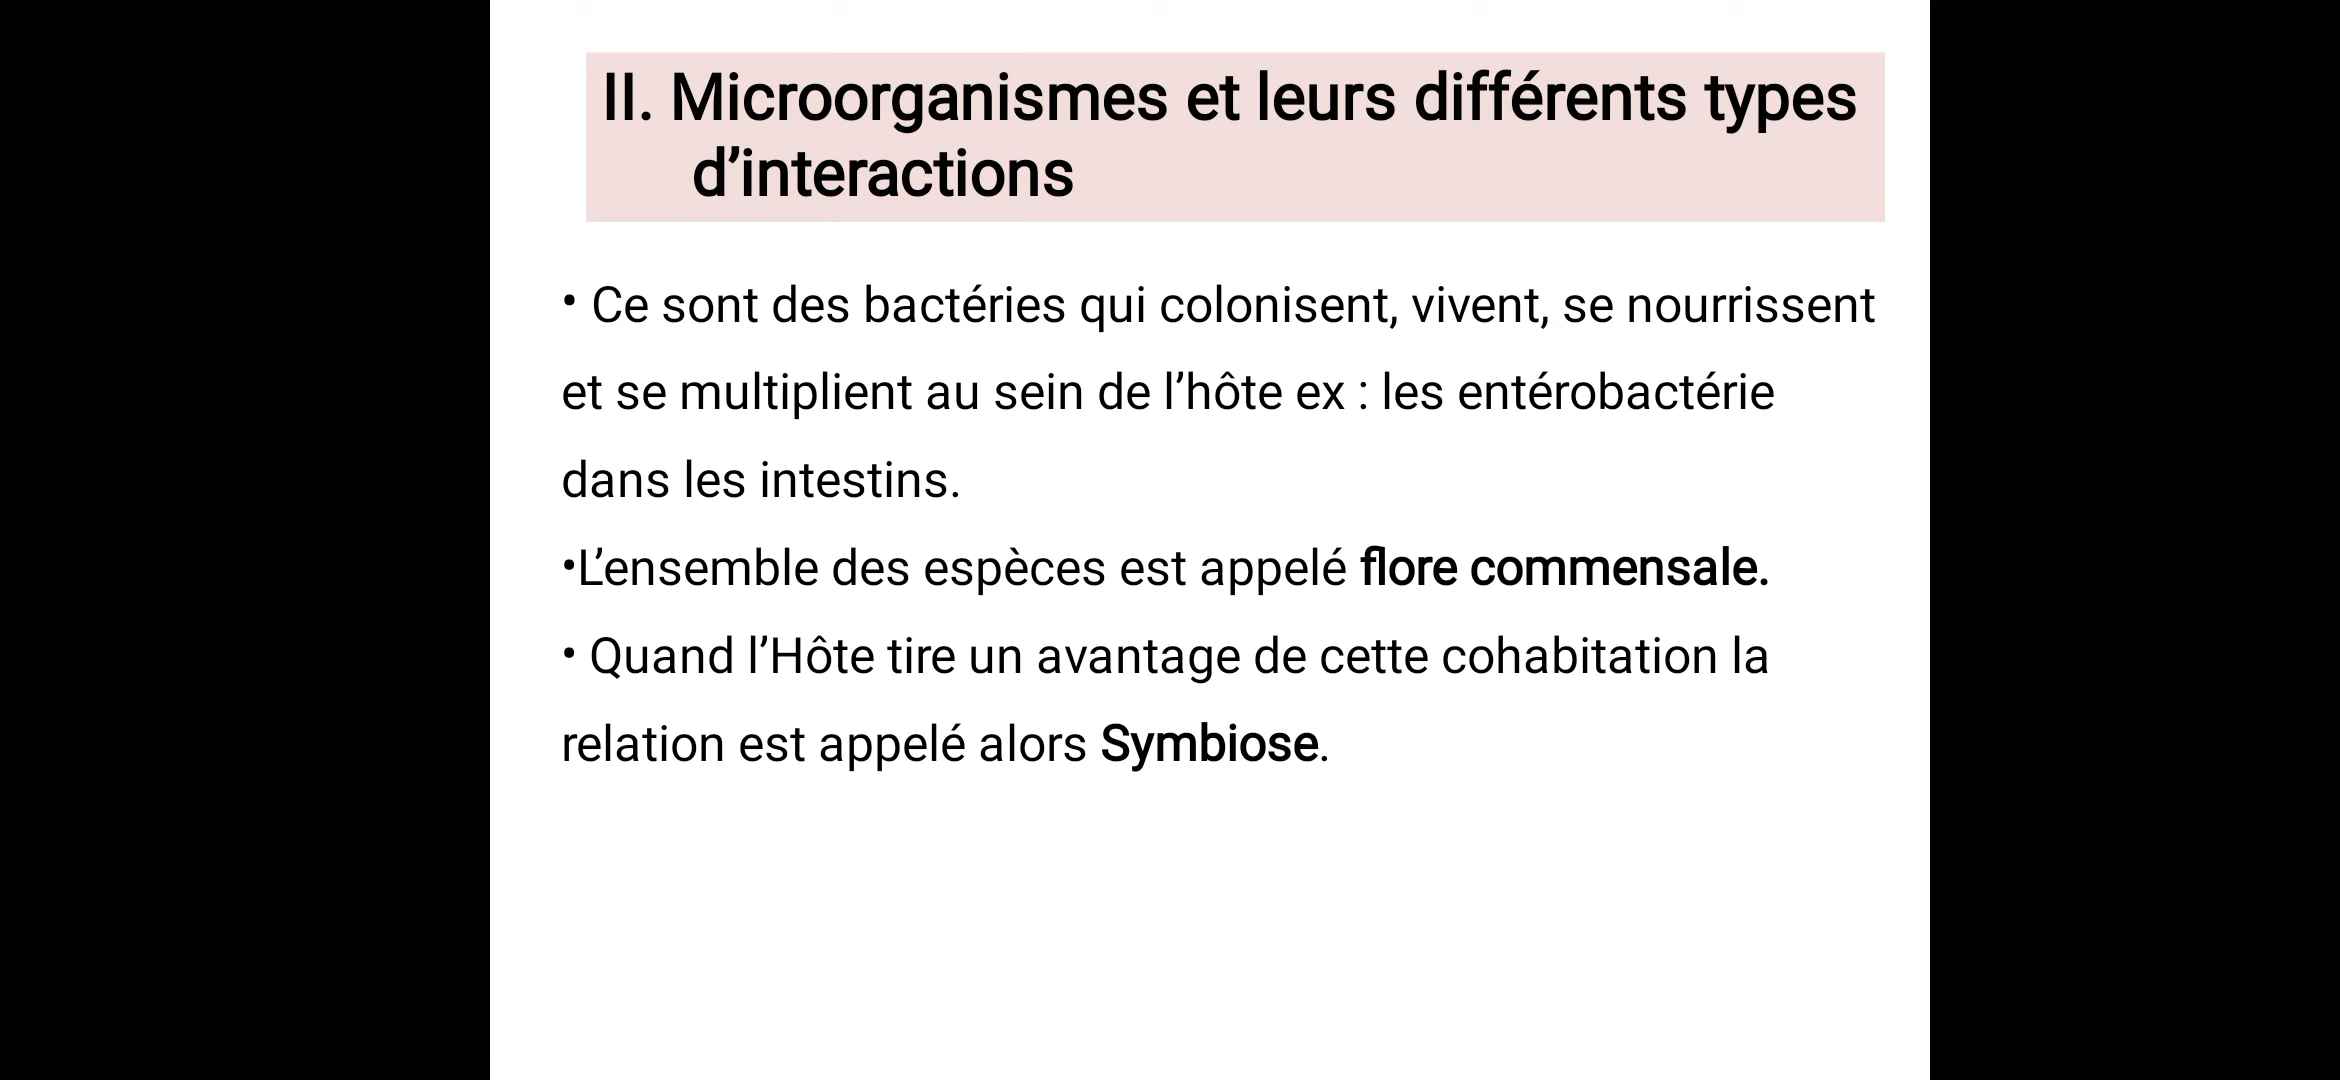 II. Microorganismes et leurs différents types
d’interactions
• Ce sont des bactéries qui colonisent, vivent, se nourrissent
et se multiplient au sein de l’hôte ex : les entérobactérie
dans les intestins.
•L’ensemble des espèces est appelé flore commensale.
• Quand l’Hôte tire un avantage de cette cohabitation la
relation est appelé alors Symbiose.